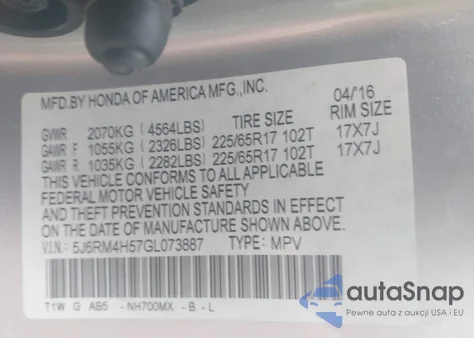 MFD.BY HONDA OF AMERICA MFG.,INC.
04/16
GVWR 2070KG (4564LBS) TIRE SIZE RIM SIZE
GAWR F 1055KG (2326LBS) 225/65R17 102T 17X7J
GAWR R 1035KG (2282LBS) 225/65R17 102T 17X7J
THIS VEHICLE CONFORMS TO ALL APPLICABLE
FEDERAL MOTOR VEHICLE SAFETY
AND THEFT PREVENTION STANDARDS IN EFFECT
ON THE DATE OF MANUFACTURE SHOWN ABOVE.
V.I.N.: 5J6RM4H57GL073887 TYPE: MPV
T1W G AB5 -NH700MX -B-L
autoSnap
Pewne auta z aukcji USA i EU